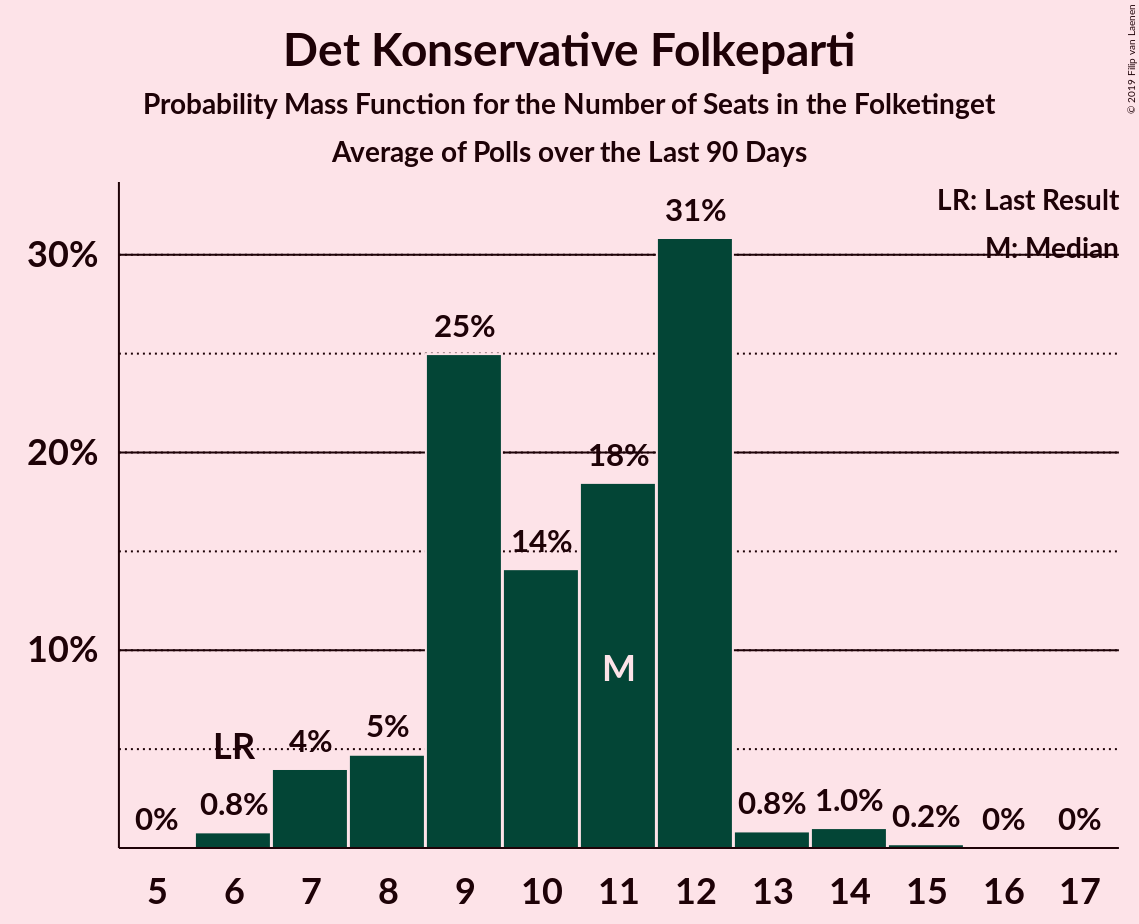 Det Konservative Folkeparti
Probability Mass Function for the Number of Seats in the Folketinget
Average of Polls over the Last 90 Days
© 2019 Filip van Laenen
LR: Last Result
M: Median
30%
20%
10%
0%
0.8%
LR
4%
5%
25%
14%
18%
M
31%
0.8%
1.0%
0.2%
0%
0%
5 6 7 8 9 10 11 12 13 14 15 16 17